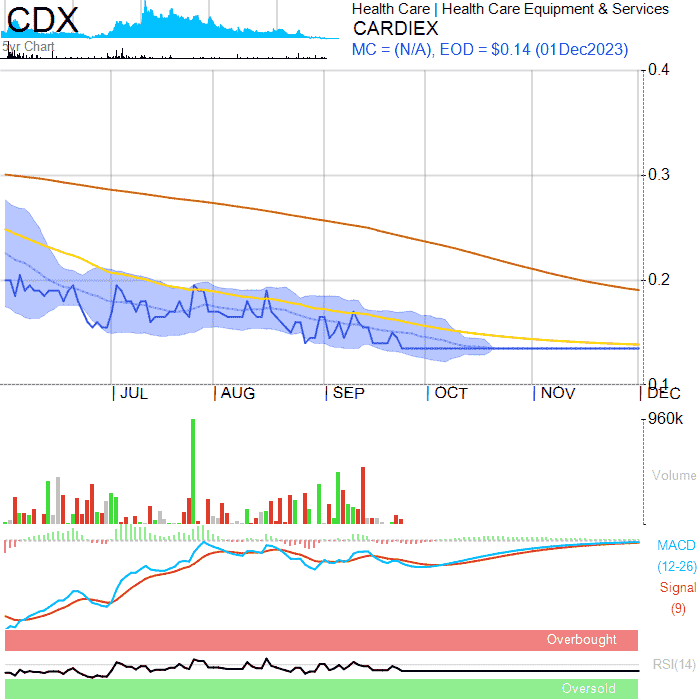 CDX
5yr Chart
Health Care | Health Care Equipment & Services
CARDIEX
MC = (N/A), EOD = $0.14 (01Dec2023)
0.4
0.3
0.2
0.1
| JUL | AUG | SEP | OCT | NOV | DEC
960k
Volume
MACD
(12-26)
Signal
(9)
Overbought
RSI(14)
Oversold